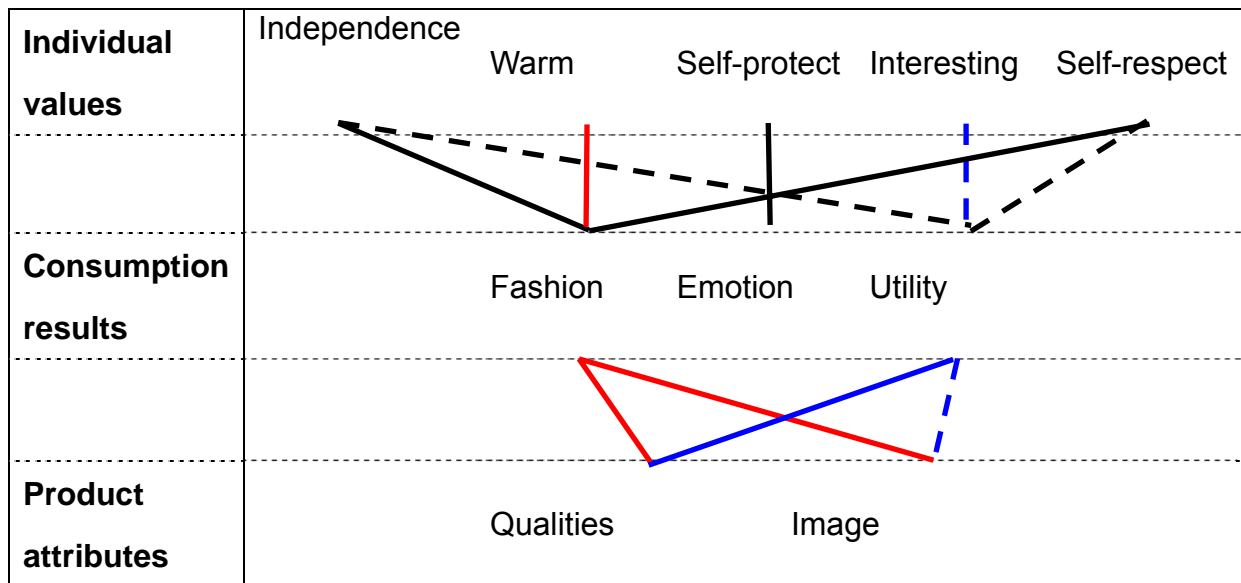 Individual
values
Independence
Warm Self-protect Interesting Self-respect
Consumption
results
Fashion Emotion Utility
Product
attributes
Qualities Image